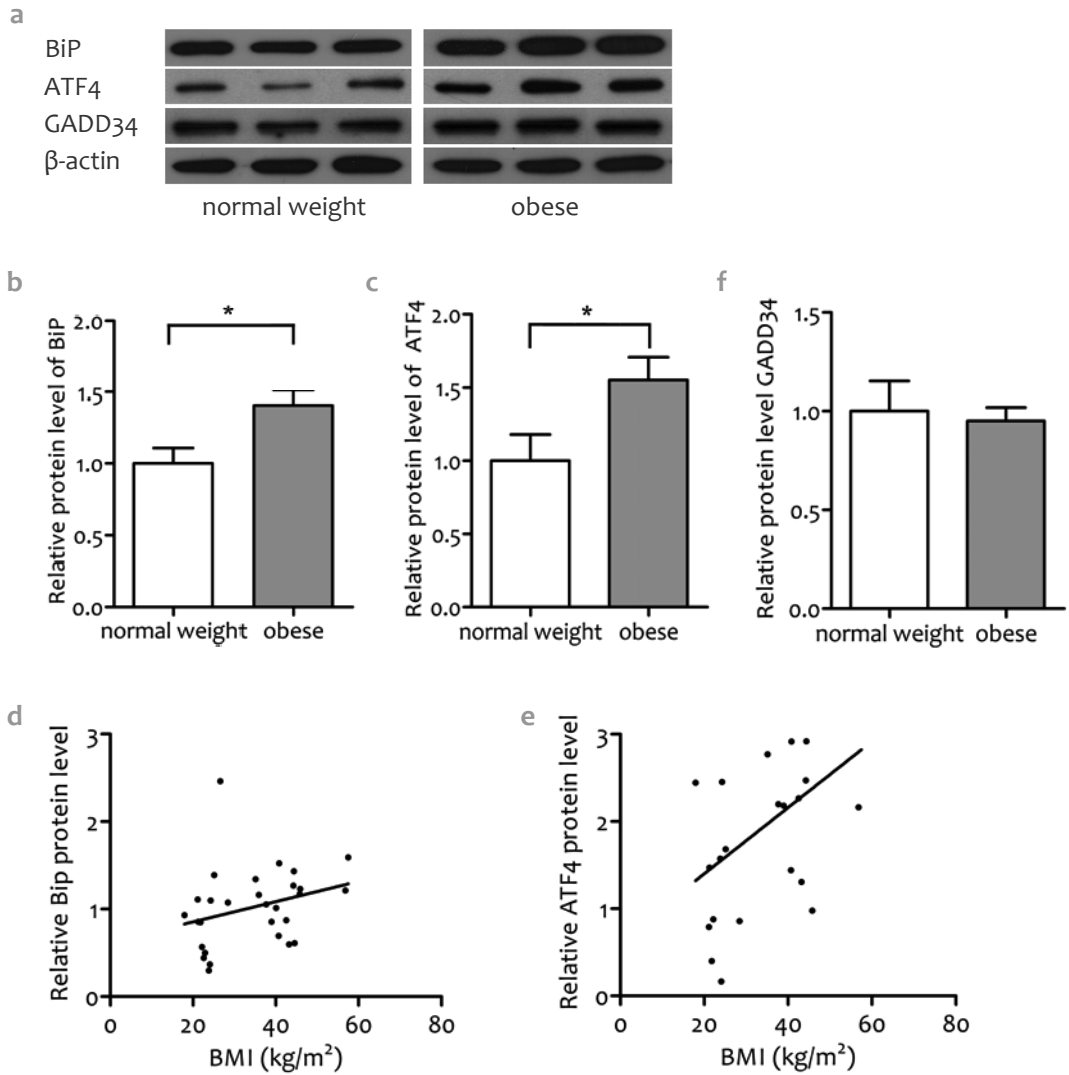 a
BiP
ATF4
GADD34
β-actin
normal weight
obese
b
Relative protein level of BiP
2.0
1.5
1.0
0.5
0.0
*
normal weight
obese
c
Relative protein level of ATF4
2.0
1.5
1.0
0.5
0.0
*
normal weight
obese
f
Relative protein level GADD34
1.5
1.0
0.5
0.0
normal weight
obese
d
Relative Bip protein level
3
2
1
0
0 20 40 60 80
BMI (kg/m²)
e
Relative ATF4 protein level
3
2
1
0
0 20 40 60 80
BMI (kg/m²)